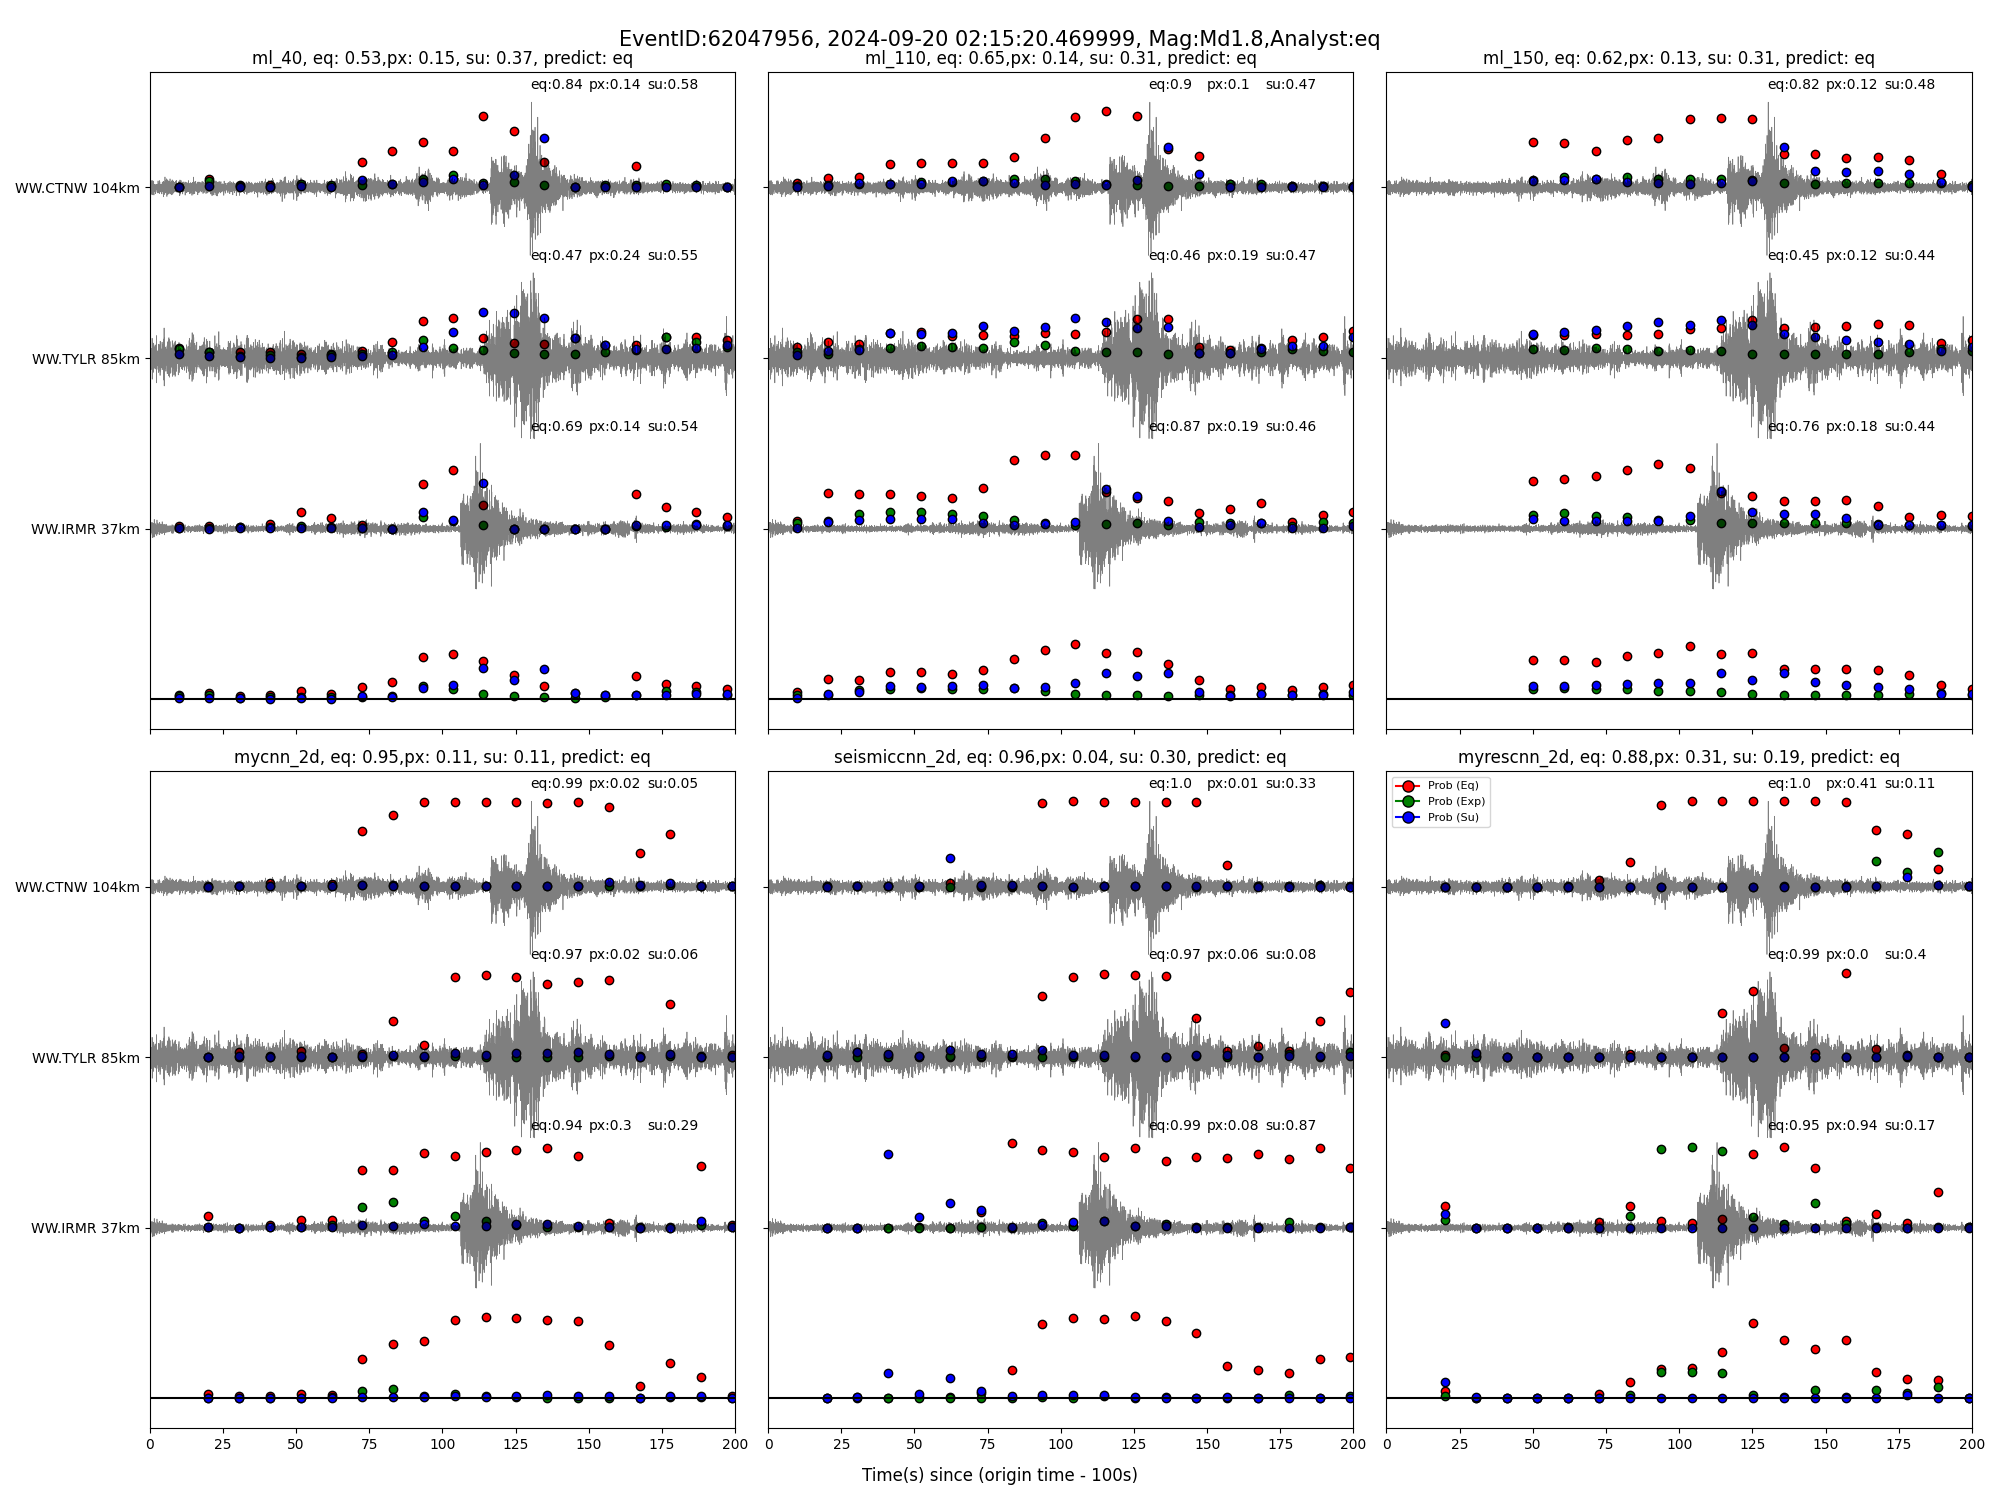 EventID:62047956, 2024-09-20 02:15:20.469999, Mag:Md1.8,Analyst:eq
ml_40, eq: 0.53,px: 0.15, su: 0.37, predict: eq
eq:0.84 px:0.14 su:0.58
WW.CTNW 104km
eq:0.47 px:0.24 su:0.55
WW.TYLR 85km
eq:0.69 px:0.14 su:0.54
WW.IRMR 37km
ml_110, eq: 0.65,px: 0.14, su: 0.31, predict: eq
eq:0.9 px:0.1 su:0.47
eq:0.46 px:0.19 su:0.47
eq:0.87 px:0.19 su:0.46
ml_150, eq: 0.62,px: 0.13, su: 0.31, predict: eq
eq:0.82 px:0.12 su:0.48
eq:0.45 px:0.12 su:0.44
eq:0.76 px:0.18 su:0.44
mycnn_2d, eq: 0.95,px: 0.11, su: 0.11, predict: eq
eq:0.99 px:0.02 su:0.05
WW.CTNW 104km
eq:0.97 px:0.02 su:0.06
WW.TYLR 85km
eq:0.94 px:0.3 su:0.29
WW.IRMR 37km
0 25 50 75 100 125 150 175 200
seismiccnn_2d, eq: 0.96,px: 0.04, su: 0.30, predict: eq
eq:1.0 px:0.01 su:0.33
eq:0.97 px:0.06 su:0.08
eq:0.99 px:0.08 su:0.87
0 25 50 75 100 125 150 175 200
myrescnn_2d, eq: 0.88,px: 0.31, su: 0.19, predict: eq
Prob (Eq)
Prob (Exp)
Prob (Su)
eq:1.0 px:0.41 su:0.11
eq:0.99 px:0.0 su:0.4
eq:0.95 px:0.94 su:0.17
0 25 50 75 100 125 150 175 200
Time(s) since (origin time - 100s)